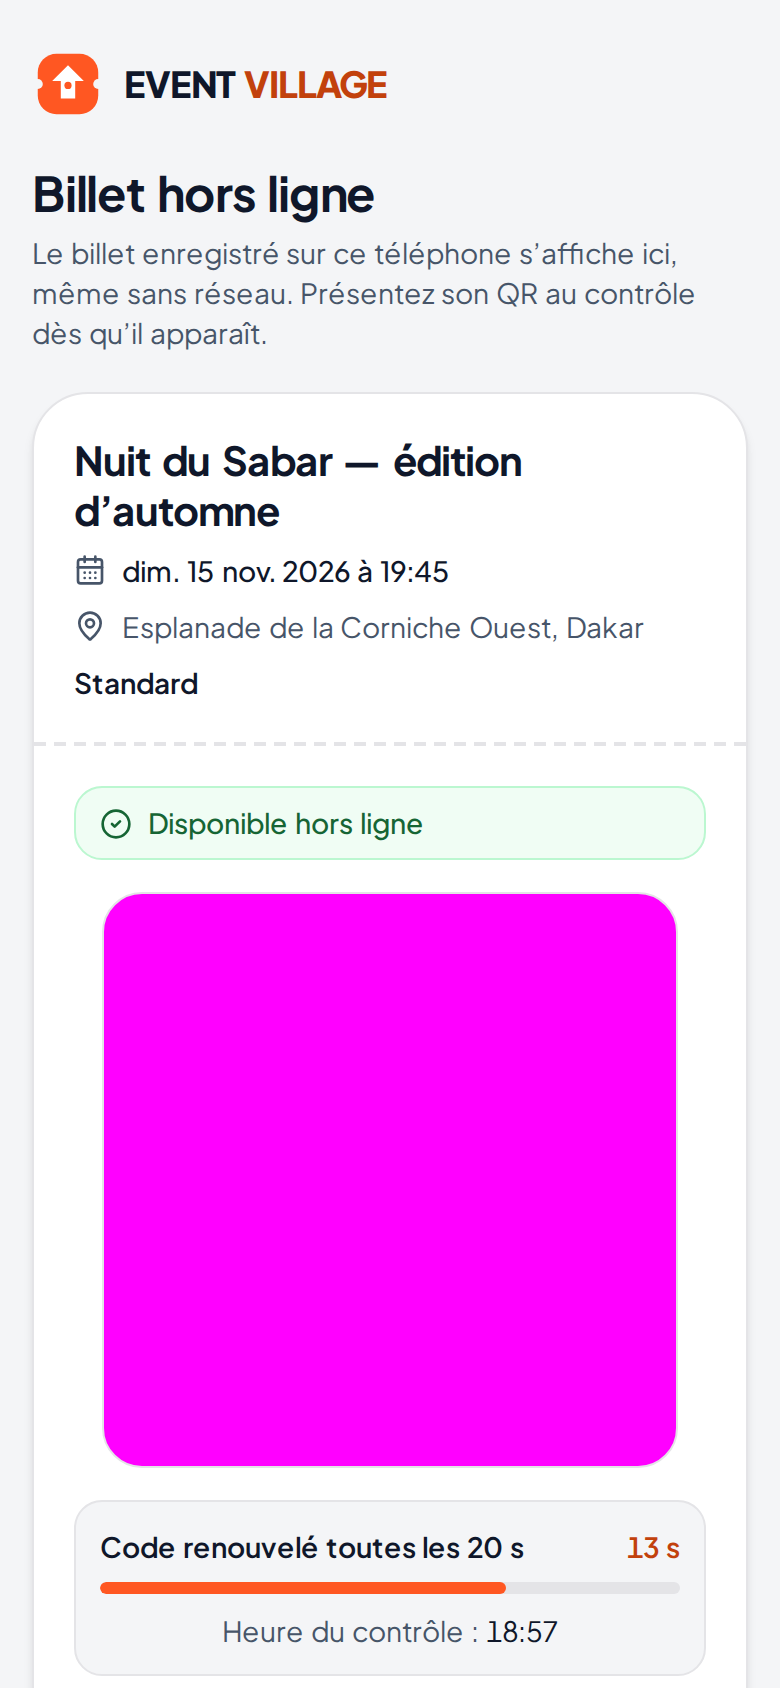 EVENT VILLAGE
Billet hors ligne
Le billet enregistré sur ce téléphone s’affiche ici,
même sans réseau. Présentez son QR au contrôle
dès qu’il apparaît.
Nuit du Sabar — édition
d’automne
dim. 15 nov. 2026 à 19:45
Esplanade de la Corniche Ouest, Dakar
Standard
Disponible hors ligne
Code renouvelé toutes les 20 s 13 s
Heure du contrôle : 18:57